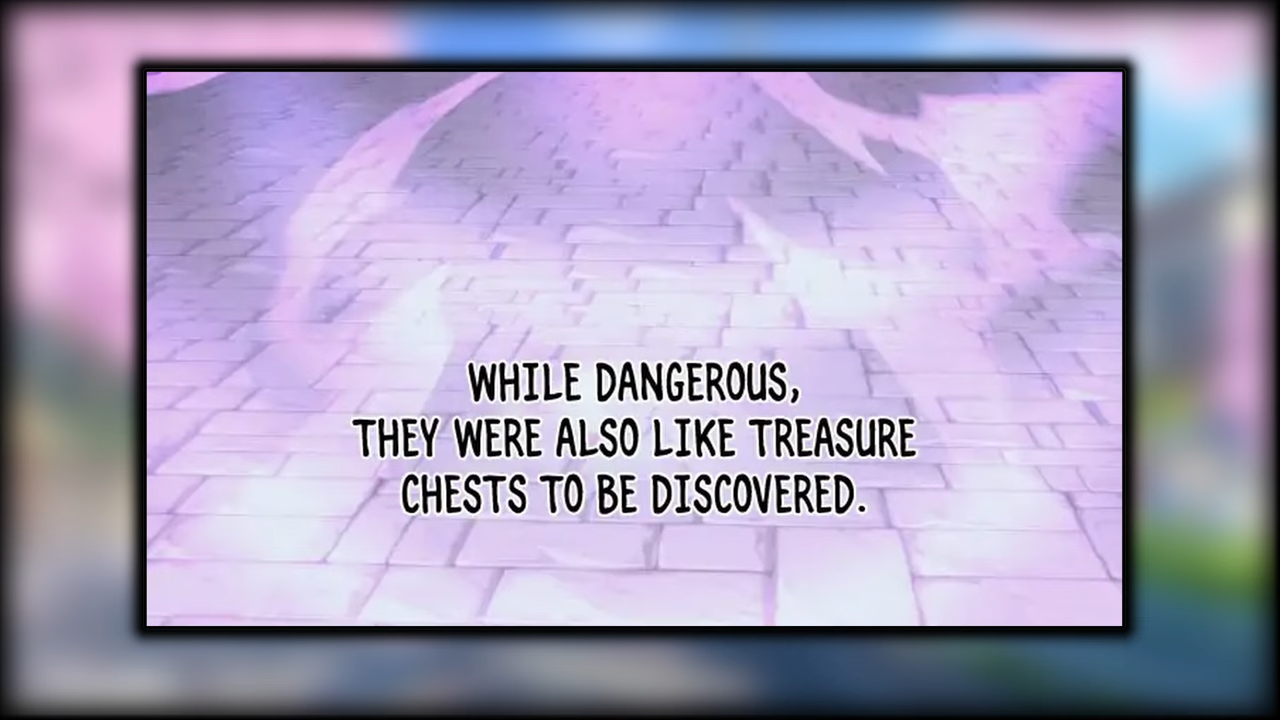 WHILE DANGEROUS,
THEY WERE ALSO LIKE TREASURE
CHESTS TO BE DISCOVERED.